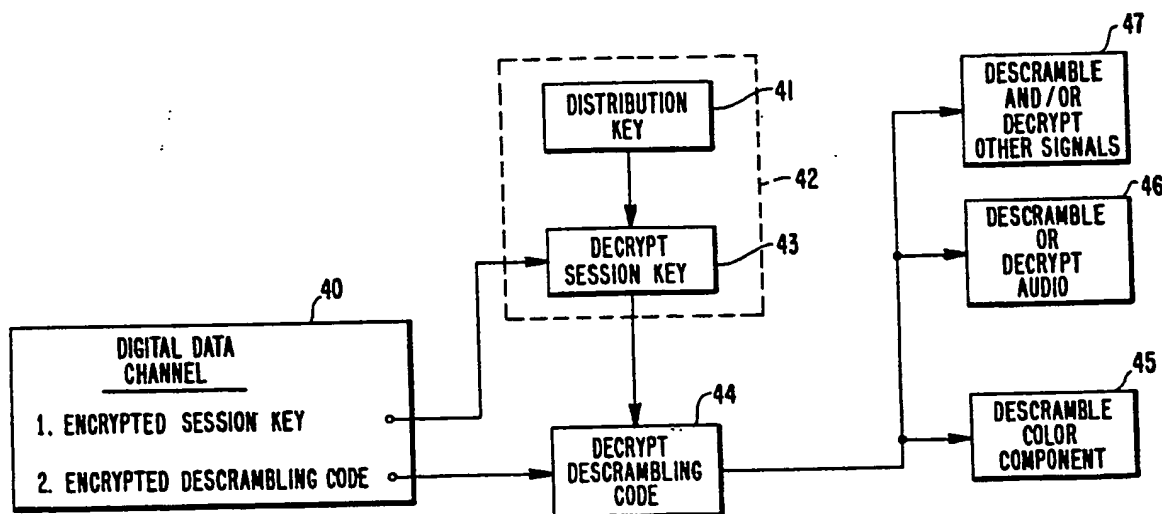 47
DESCRAMBLE
AND/OR
DECRYPT
OTHER SIGNALS
41
DISTRIBUTION
KEY
42
46
DESCRAMBLE
OR
DECRYPT
AUDIO
43
DECRYPT
SESSION KEY
40
DIGITAL DATA
CHANNEL
1. ENCRYPTED SESSION KEY
2. ENCRYPTED DESCRAMBLING CODE
44
DECRYPT
DESCRAMBLING
CODE
45
DESCRAMBLE
COLOR
COMPONENT